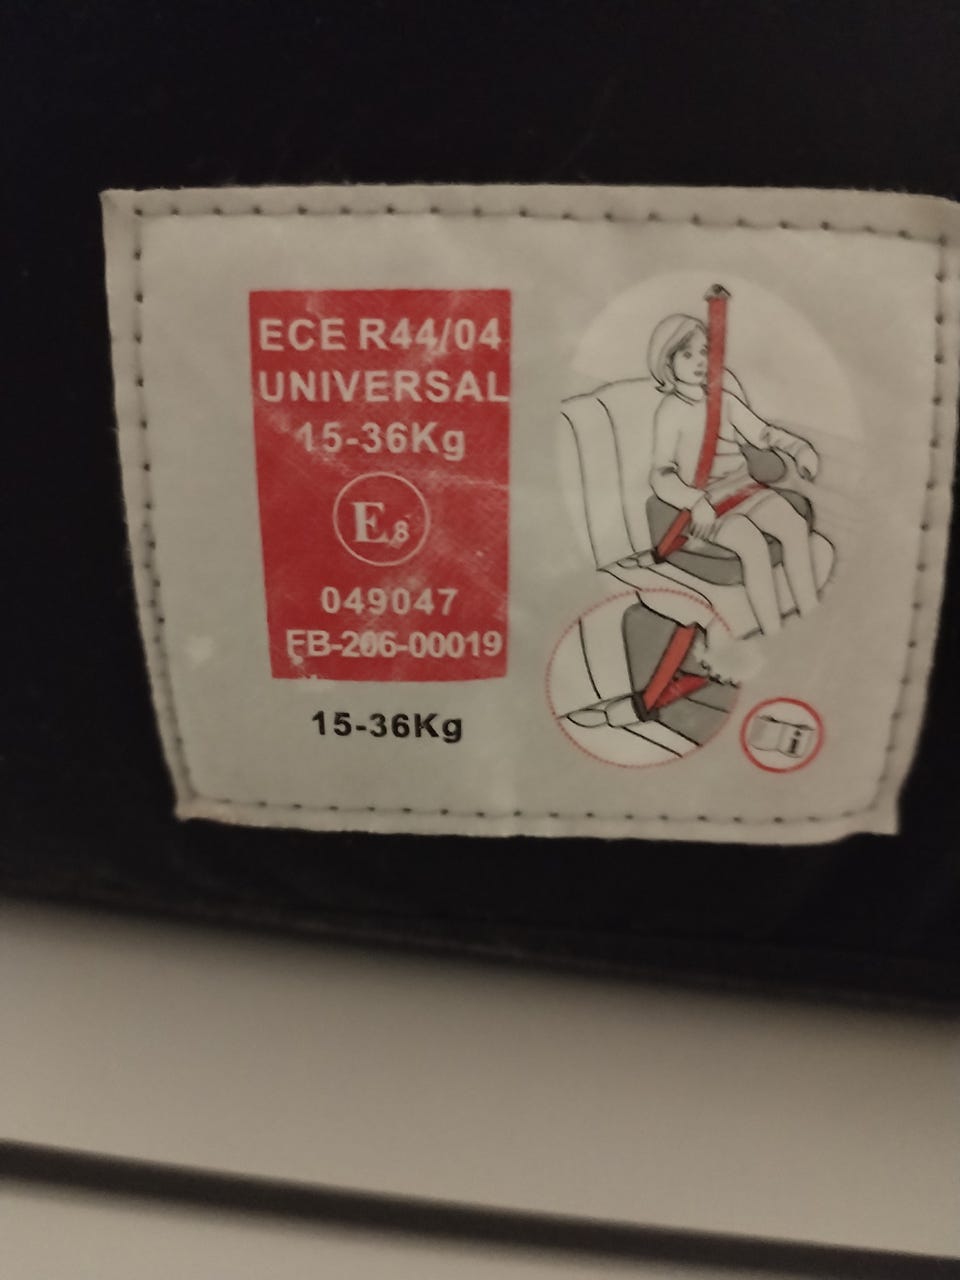 ECE R44/04
UNIVERSAL
15-36Kg
E8
049047
FB-206-00019
15-36Kg
i